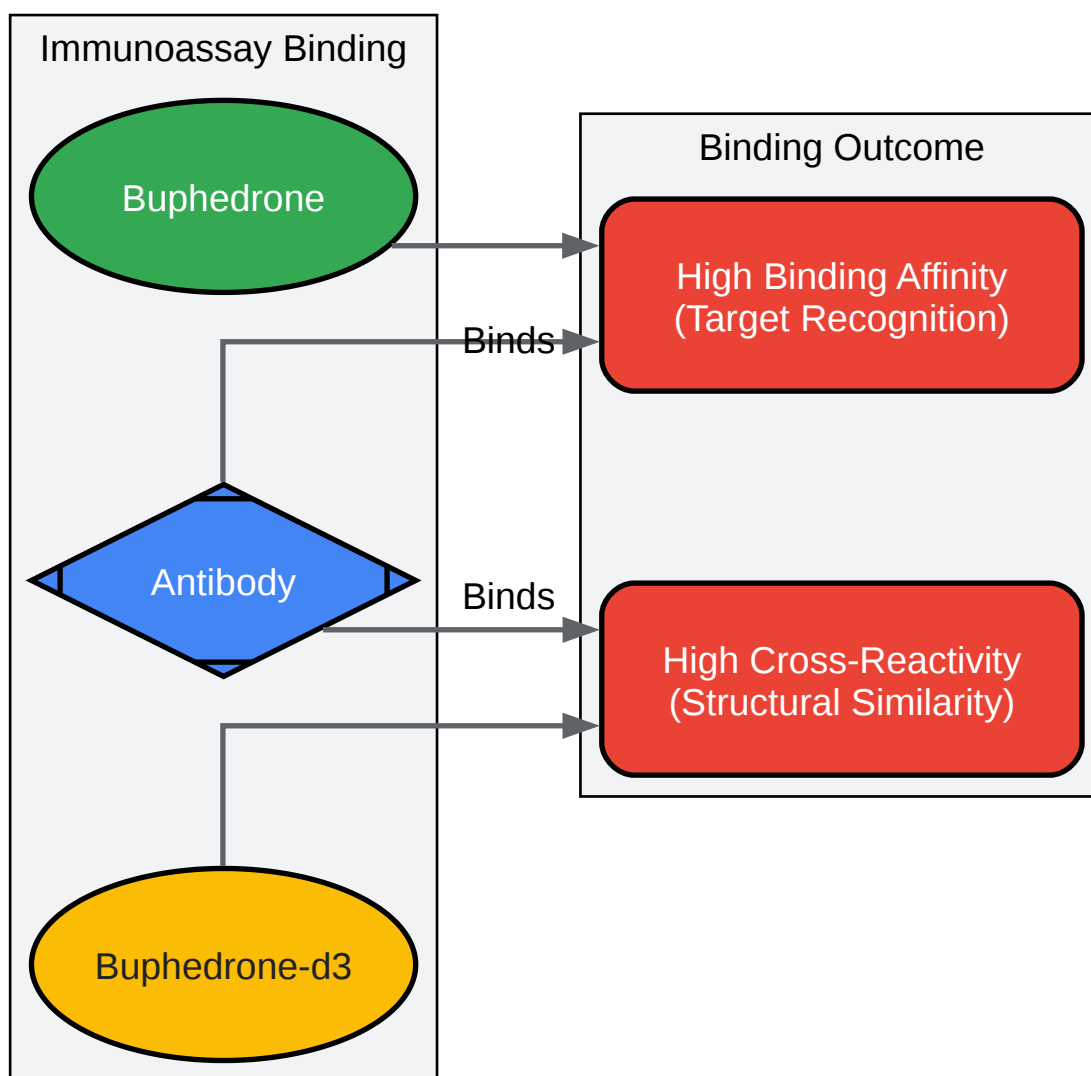 Immunoassay Binding
Buphedrone
Binding Outcome
High Binding Affinity
(Target Recognition)
Binds
Antibody
Binds
High Cross-Reactivity
(Structural Similarity)
Buphedrone-d3